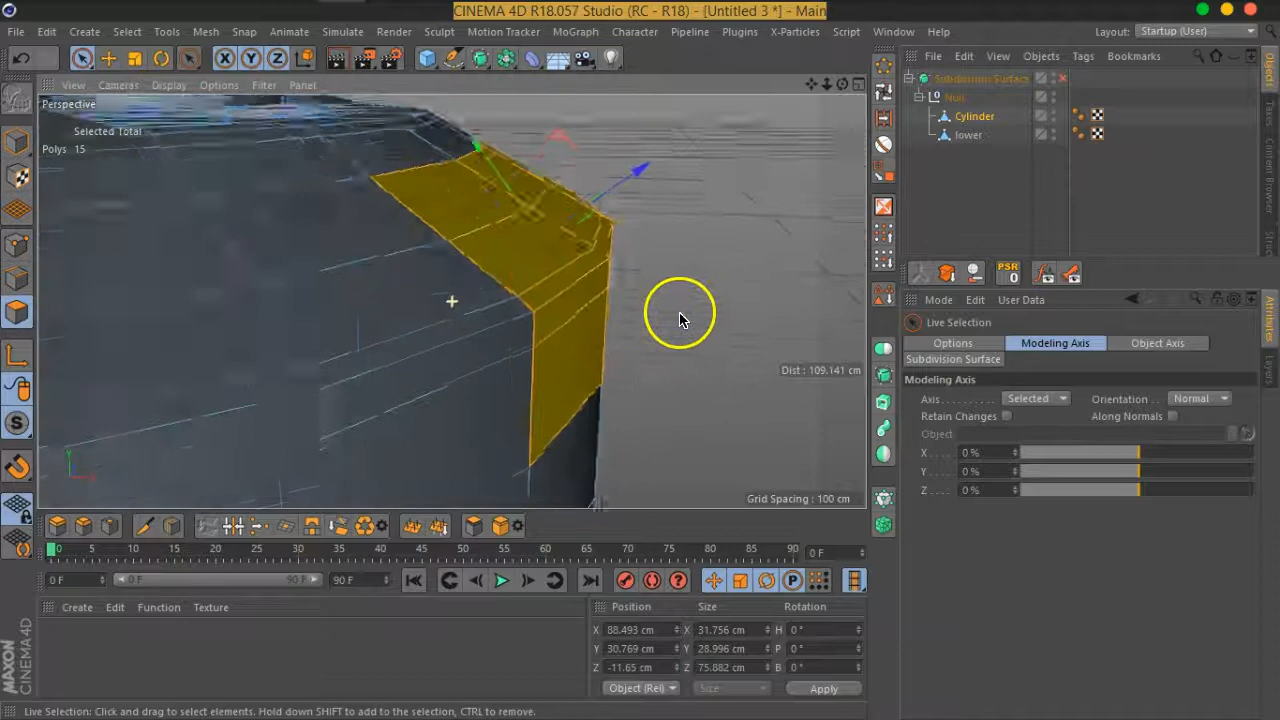 CINEMA 4D R18.057 Studio (RC - R18) - [Untitled 3 *] - Main
File Edit Create Select Tools Mesh Snap Animate Simulate Render Sculpt Motion Tracker MoGraph Character Pipeline Plugins X-Particles Script Window Help Layout: Startup (User)
View Cameras Display Options Filter Panel
File Edit View Objects Tags Bookmarks
Perspective
Selected Total
Polys 15
Subdivision Surface
Null
Cylinder
lower
Objects
Takes
PSR
0
Mode Edit User Data
Live Selection
Options Modeling Axis Object Axis
Subdivision Surface
Modeling Axis
Axis Selected Orientation Normal
Retain Changes Along Normals
Object
X 0 %
Y 0 %
Z 0 %
Attributes
Layers
Dist : 109.141 cm
Grid Spacing : 100 cm
0 5 10 15 20 25 30 35 40 45 50 55 60 65 70 75 80 85 90 0 F
0 F 0 F 90 F 90 F
Create Edit Function Texture
Position Size Rotation
X 88.493 cm X 31.756 cm H 0 °
Y 30.769 cm Y 28.996 cm P 0 °
Z -11.65 cm Z 75.882 cm B 0 °
Object (Rel) Size Apply
MAXON
CINEMA 4D
Live Selection: Click and drag to select elements. Hold down SHIFT to add to the selection, CTRL to remove.